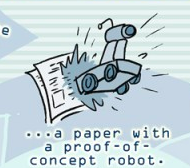 e
...a paper with
a proof-of-
concept robot.